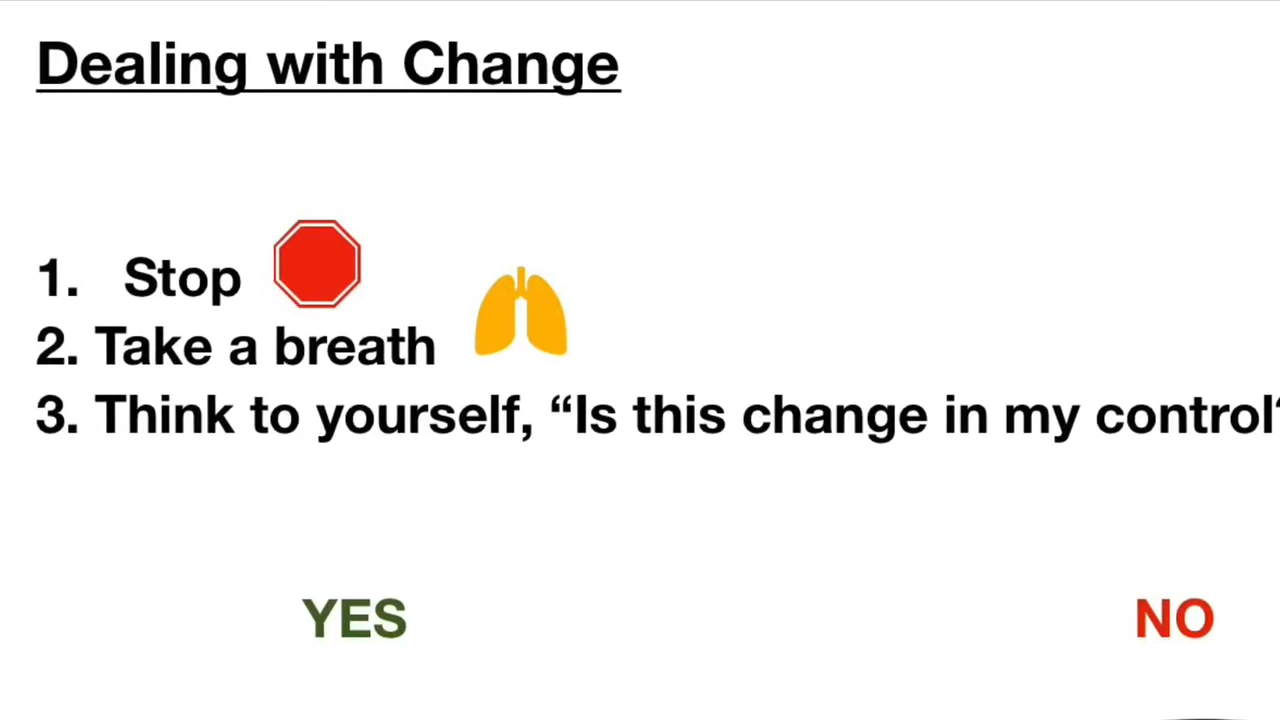 Dealing with Change
1. Stop
2. Take a breath
3. Think to yourself, “Is this change in my control
YES
NO